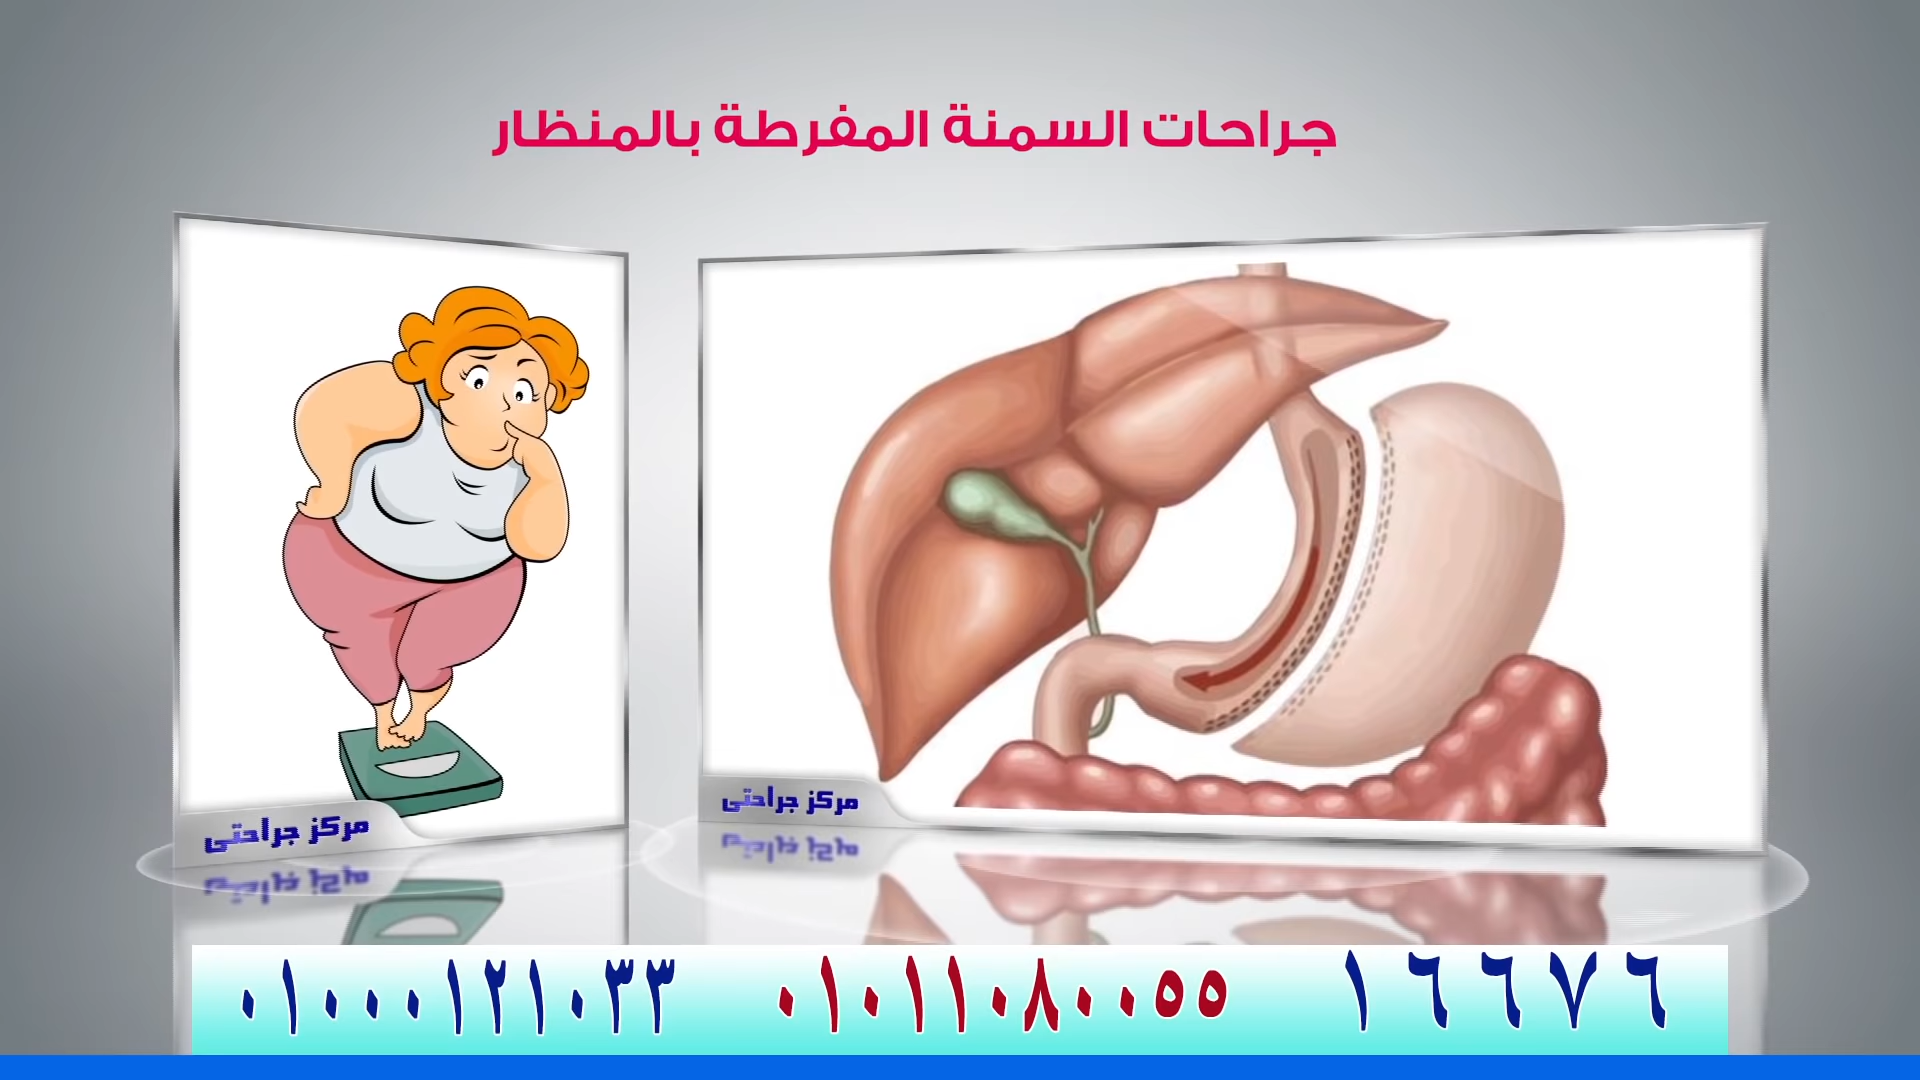 جراحات السمنة المفرطة بالمنظار
مركز جراحتى
مركز جراحتى
٠١٠٠٠١٢١٠٣٣ ٠١٠١١٠٨٠٠٥٥ ١٦٦٧٦